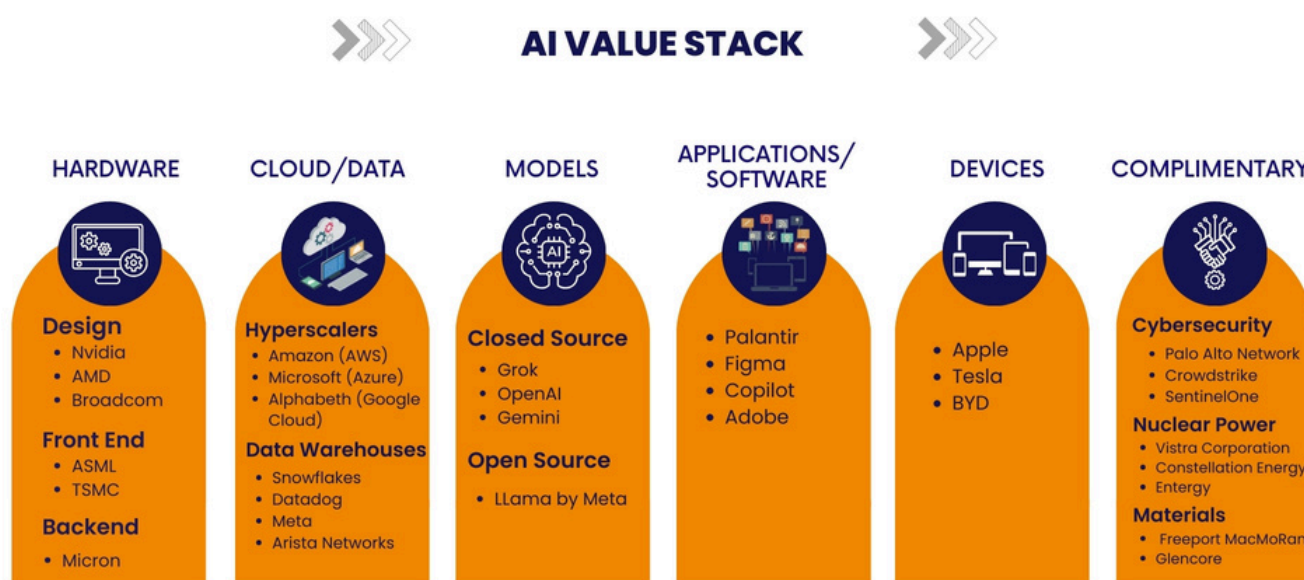 AI VALUE STACK
HARDWARE
Design
• Nvidia
• AMD
• Broadcom
Front End
• ASML
• TSMC
Backend
• Micron
CLOUD/DATA
Hyperscalers
• Amazon (AWS)
• Microsoft (Azure)
• Alphabeth (Google
Cloud)
Data Warehouses
• Snowflakes
• Datadog
• Meta
• Arista Networks
MODELS
AI
Closed Source
• Grok
• OpenAI
• Gemini
Open Source
• LLama by Meta
APPLICATIONS/
SOFTWARE
• Palantir
• Figma
• Copilot
• Adobe
DEVICES
• Apple
• Tesla
• BYD
COMPLIMENTARY
Cybersecurity
• Palo Alto Network
• Crowdstrike
• SentinelOne
Nuclear Power
• Vistra Corporation
• Constellation Energy
• Entergy
Materials
• Freeport MacMoRan
• Glencore